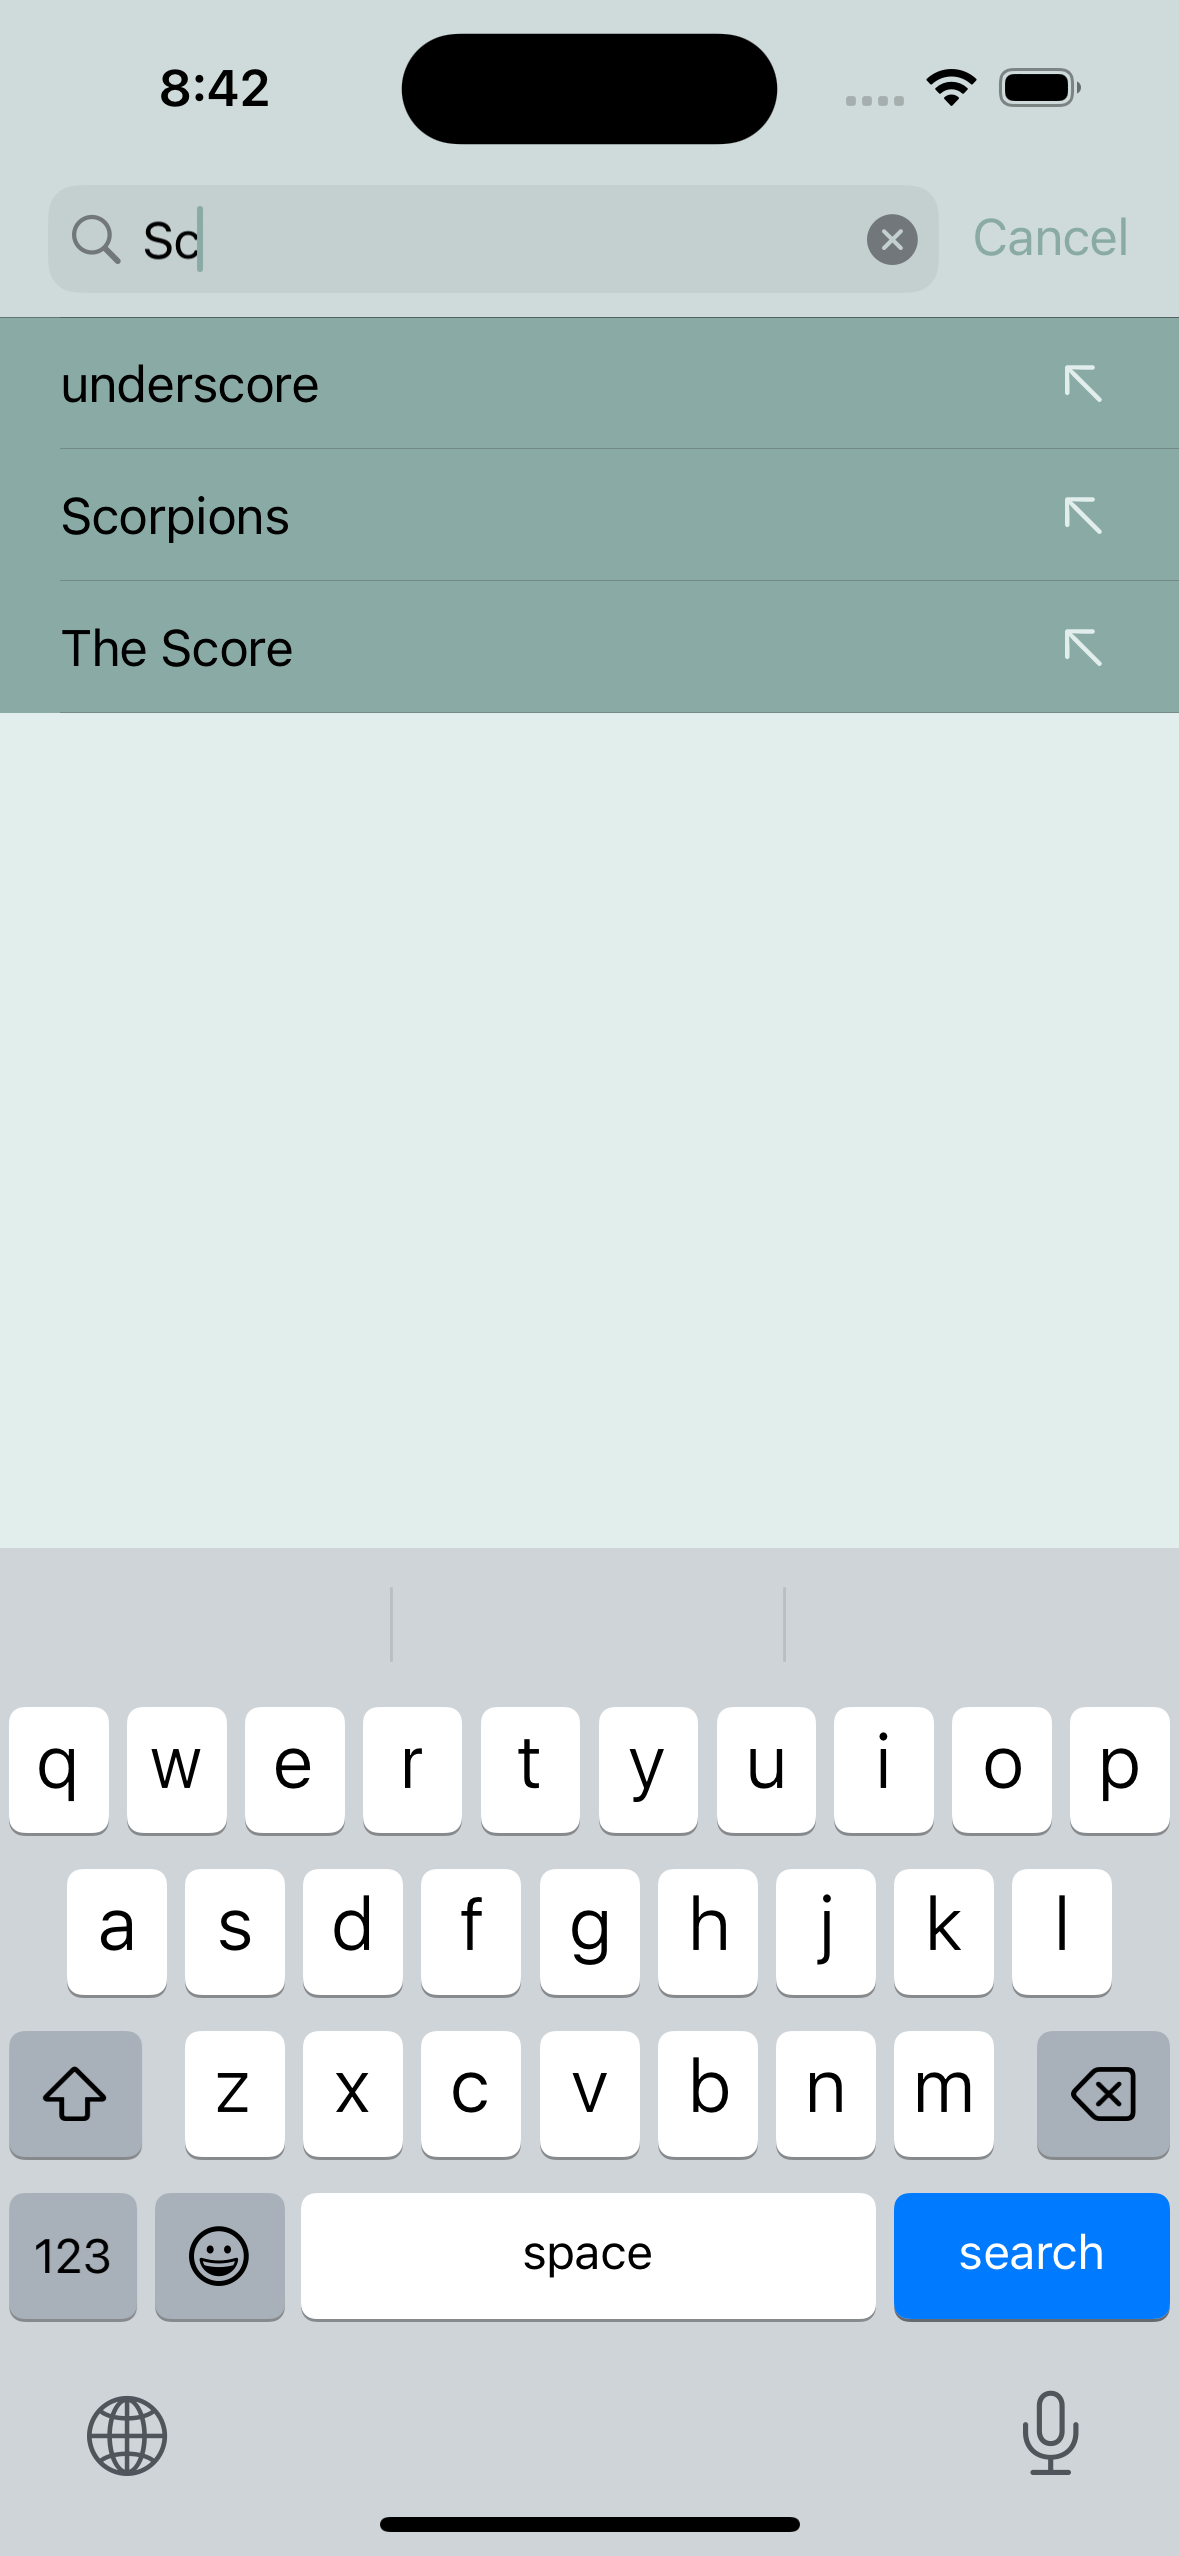 8:42
Sc
Cancel
underscore
Scorpions
The Score
q w e r t y u i o p
a s d f g h j k l
z x c v b n m
123 space search